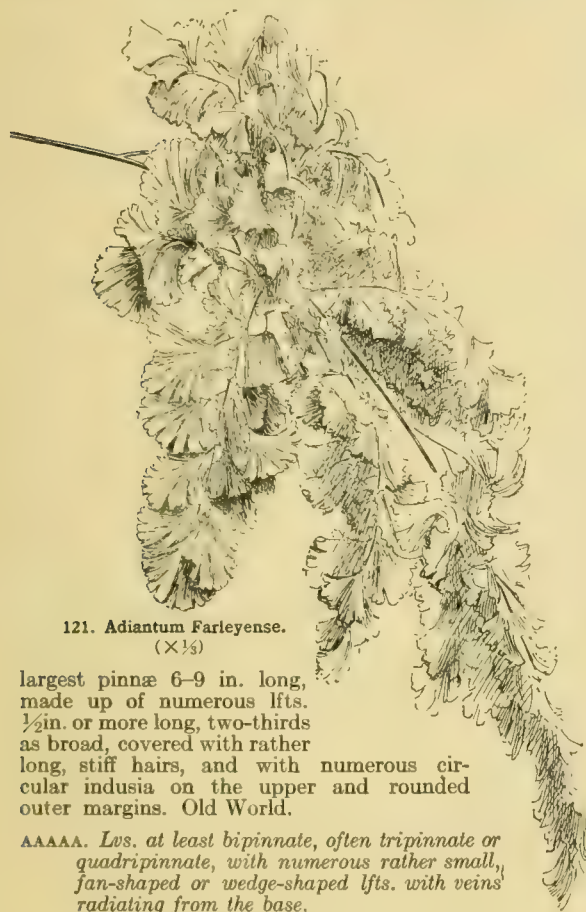 121. Adiantum Farleyense.
(×⅓)
largest pinnæ 6–9 in. long,
made up of numerous lfts.
½in. or more long, two-thirds
as broad, covered with rather
long, stiff hairs, and with numerous cir-
cular indusia on the upper and rounded
outer margins. Old World.
AAAAA. Lvs. at least bipinnate, often tripinnate or
quadripinnate, with numerous rather small,
fan-shaped or wedge-shaped lfts. with veins
radiating from the base.